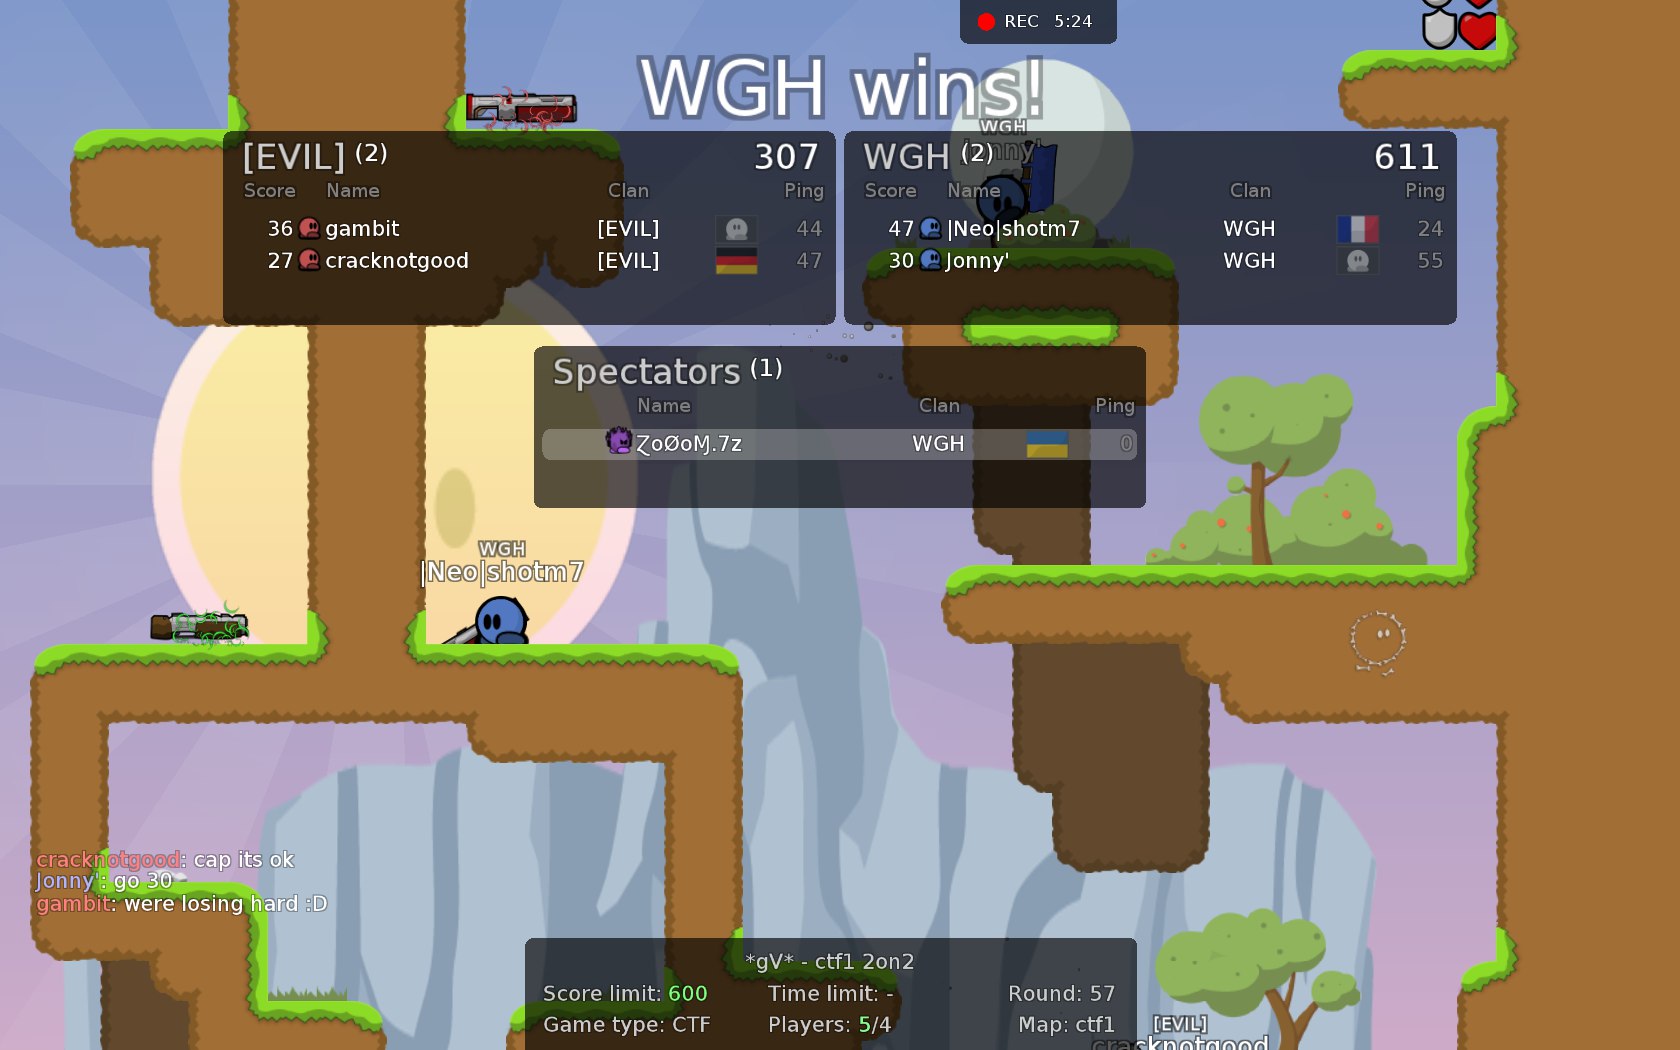 REC 5:24
WGH wins!
WGH
Jonny'
[EVIL] (2) 307
Score Name Clan Ping
36 gambit [EVIL] 44
27 cracknotgood [EVIL] 47
WGH (2) 611
Score Name Clan Ping
47 |Neo|shotm7 WGH 24
30 Jonny' WGH 55
Spectators (1)
Name Clan Ping
ⱿoØoⱮ.7z WGH 0
WGH
|Neo|shotm7
cracknotgood: cap its ok
Jonny': go 30
gambit: were losing hard :D
*gV* - ctf1 2on2
Score limit: 600 Time limit: - Round: 57
Game type: CTF Players: 5/4 Map: ctf1
[EVIL]
cracknotgood